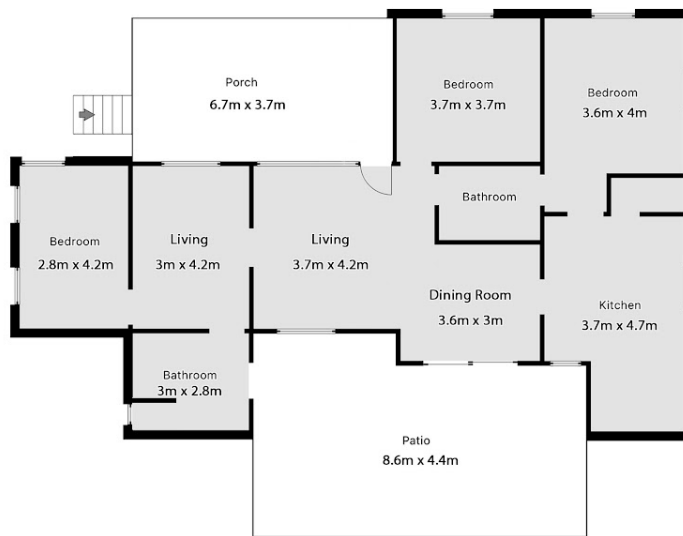 Porch
6.7m x 3.7m
Bedroom
3.7m x 3.7m
Bedroom
3.6m x 4m
Bathroom
Bedroom
2.8m x 4.2m
Living
3m x 4.2m
Living
3.7m x 4.2m
Dining Room
3.6m x 3m
Kitchen
3.7m x 4.7m
Bathroom
3m x 2.8m
Patio
8.6m x 4.4m